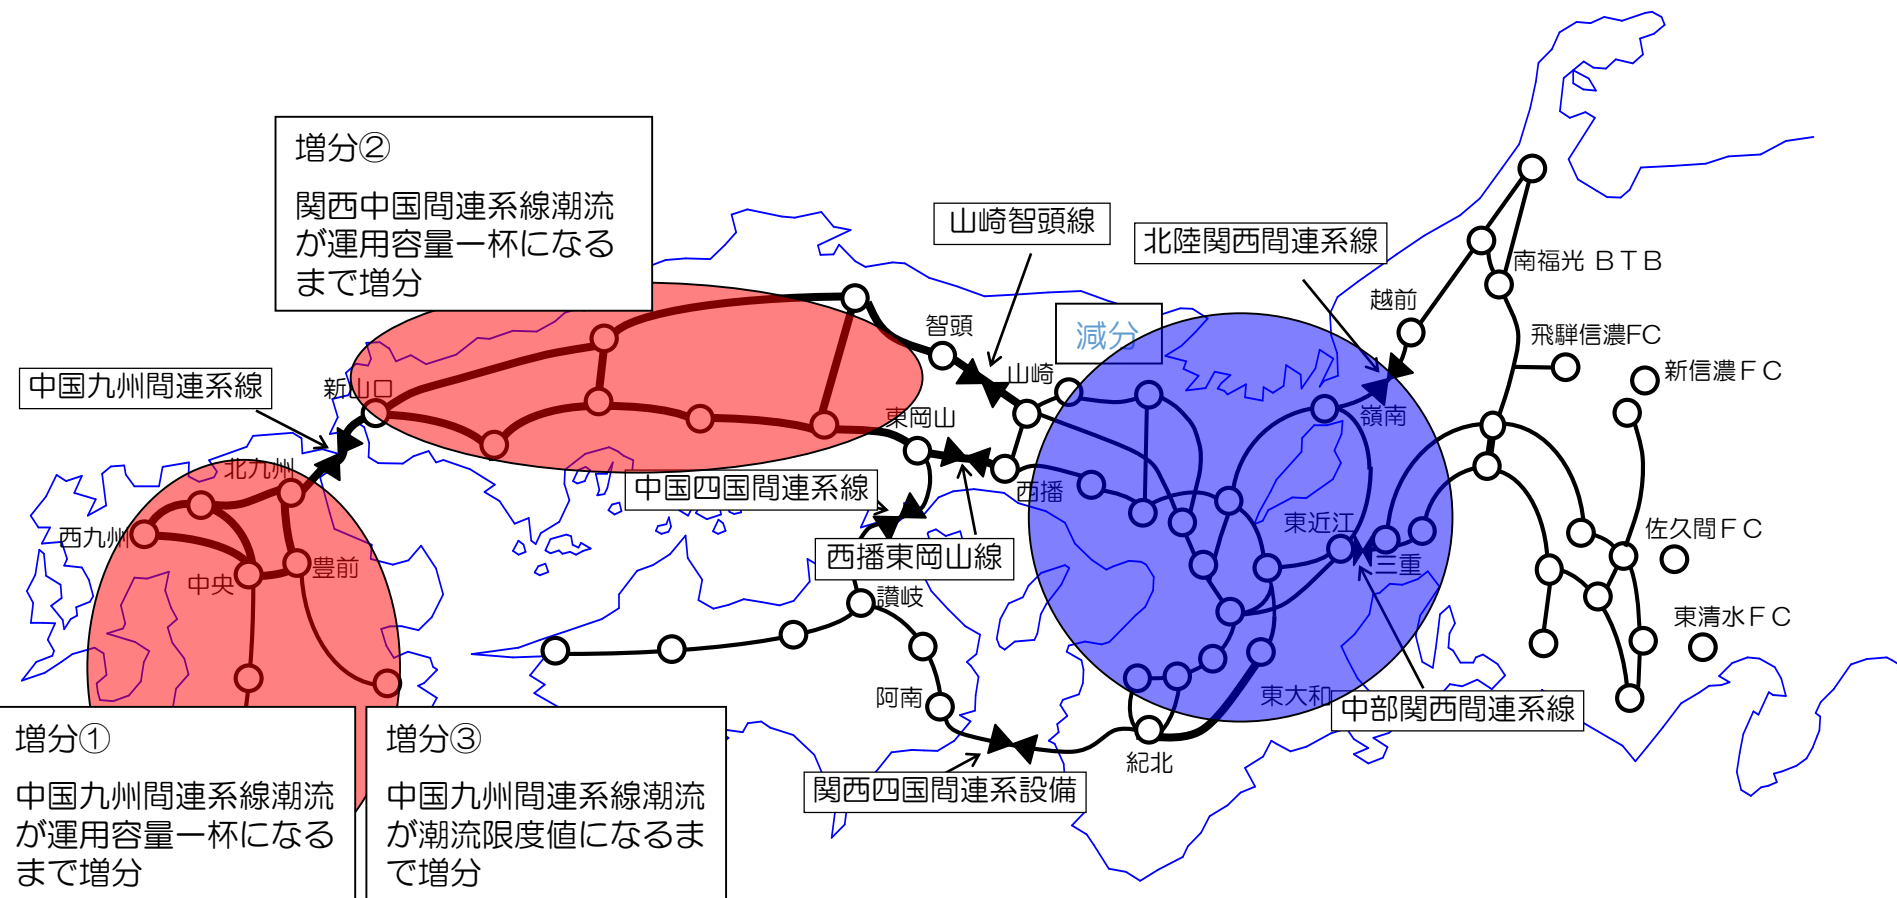 増分②
関西中国間連系線潮流
が運用容量一杯になる
まで増分
山崎智頭線
北陸関西間連系線
南福光 ＢＴＢ
越前
飛騨信濃FC
新信濃ＦＣ
智頭
減分
山崎
中国九州間連系線
新山口
東岡山
嶺南
北九州
中国四国間連系線
西播
西九州
東近江
佐久間ＦＣ
西播東岡山線
三重
中央
豊前
讃岐
東清水ＦＣ
阿南
東大和
中部関西間連系線
紀北
関西四国間連系設備
増分①
中国九州間連系線潮流
が運用容量一杯になる
まで増分
増分③
中国九州間連系線潮流
が潮流限度値になるま
で増分